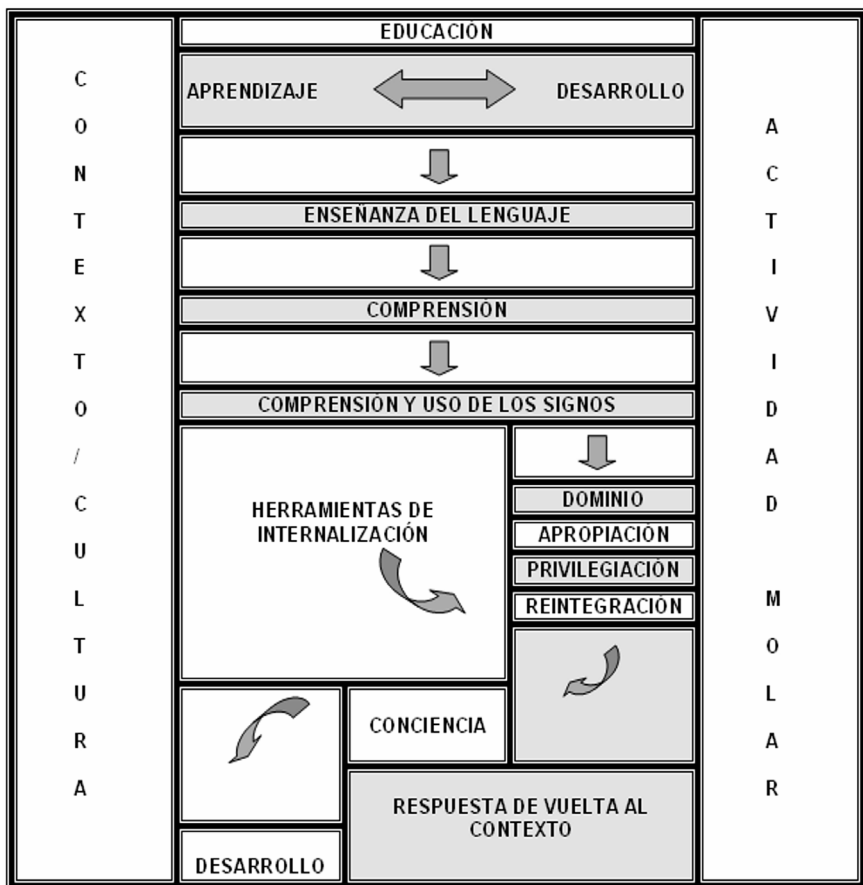 CONTEXTO/CULTURA
EDUCACIÓN
APRENDIZAJE
DESARROLLO
ENSEÑANZA DEL LENGUAJE
COMPRENSIÓN
COMPRENSIÓN Y USO DE LOS SIGNOS
HERRAMIENTAS DE
INTERNALIZACIÓN
DOMINIO
APROPIACIÓN
PRIVILEGIACIÓN
REINTEGRACIÓN
CONCIENCIA
RESPUESTA DE VUELTA AL
CONTEXTO
DESARROLLO
ACTIVIDAD MOLAR